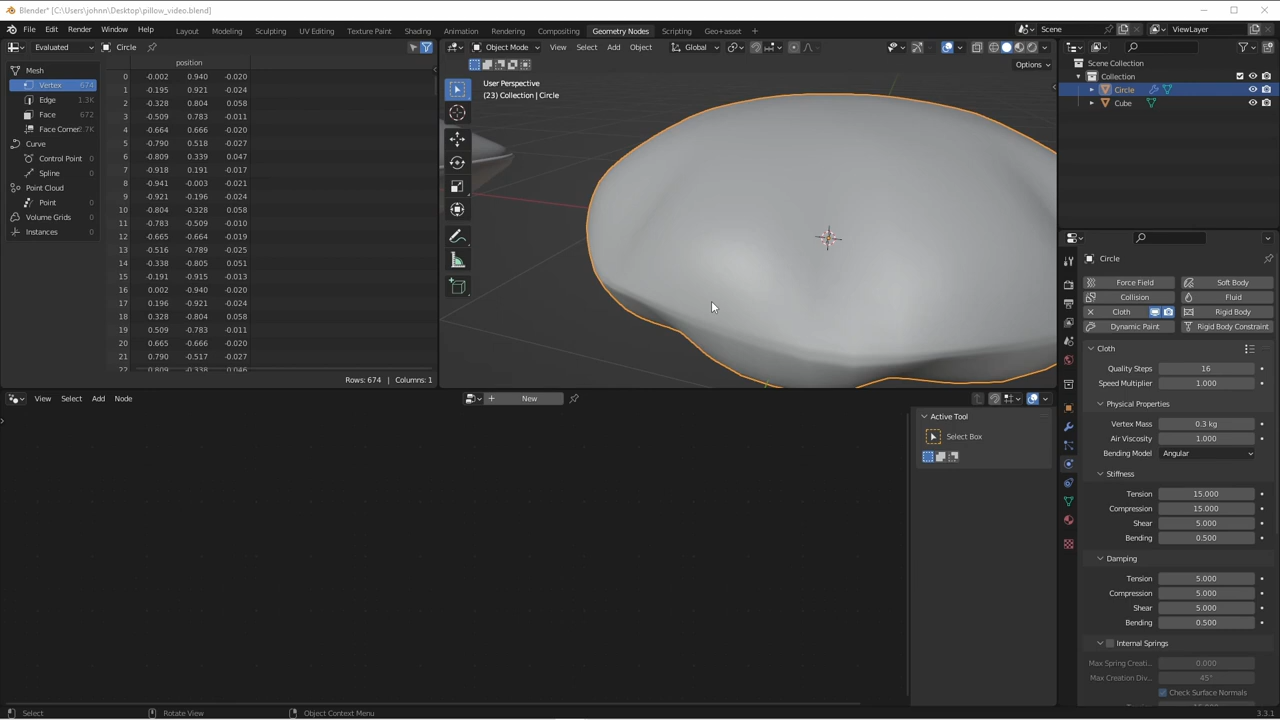 Blender* [C:\Users\johnn\Desktop\pillow_video.blend]
File Edit Render Window Help Layout Modeling Sculpting UV Editing Texture Paint Shading Animation Rendering Compositing Geometry Nodes Scripting Geo+asset Scene ViewLayer
Evaluated Circle
Object Mode View Select Add Object Global
Options
position
Mesh
Vertex 674
Edge 1.3K
Face 672
Face Corner 2.7K
Curve
Control Point 0
Spline 0
Point Cloud
Point 0
Volume Grids 0
Instances 0
0 -0.002 0.940 -0.020
1 -0.195 0.921 -0.024
2 -0.328 0.804 0.058
3 -0.509 0.783 -0.011
4 -0.664 0.666 -0.020
5 -0.790 0.518 -0.027
6 -0.809 0.339 0.047
7 -0.918 0.191 -0.017
8 -0.941 -0.003 -0.021
9 -0.921 -0.196 -0.024
10 -0.804 -0.328 0.058
11 -0.783 -0.509 -0.010
12 -0.665 -0.664 -0.019
13 -0.516 -0.789 -0.025
14 -0.338 -0.805 0.051
15 -0.191 -0.915 -0.013
16 0.002 -0.940 -0.020
17 0.196 -0.921 -0.024
18 0.328 -0.804 0.058
19 0.509 -0.783 -0.011
20 0.665 -0.666 -0.020
21 0.790 -0.517 -0.027
22 0.809 -0.338 0.046
Rows: 674 | Columns: 1
User Perspective
(23) Collection | Circle
Scene Collection
Collection
Circle
Cube
Circle
Force Field Soft Body
Collision Fluid
Cloth Rigid Body
Dynamic Paint Rigid Body Constraint
Cloth
Quality Steps 16
Speed Multiplier 1.000
Physical Properties
Vertex Mass 0.3 kg
Air Viscosity 1.000
Bending Model Angular
Stiffness
Tension 15.000
Compression 15.000
Shear 5.000
Bending 0.500
Damping
Tension 5.000
Compression 5.000
Shear 5.000
Bending 0.500
Internal Springs
Max Spring Creati... 0.000
Max Creation Div... 45°
Check Surface Normals
View Select Add Node New
Active Tool
Select Box
Select Rotate View Object Context Menu 3.3.1